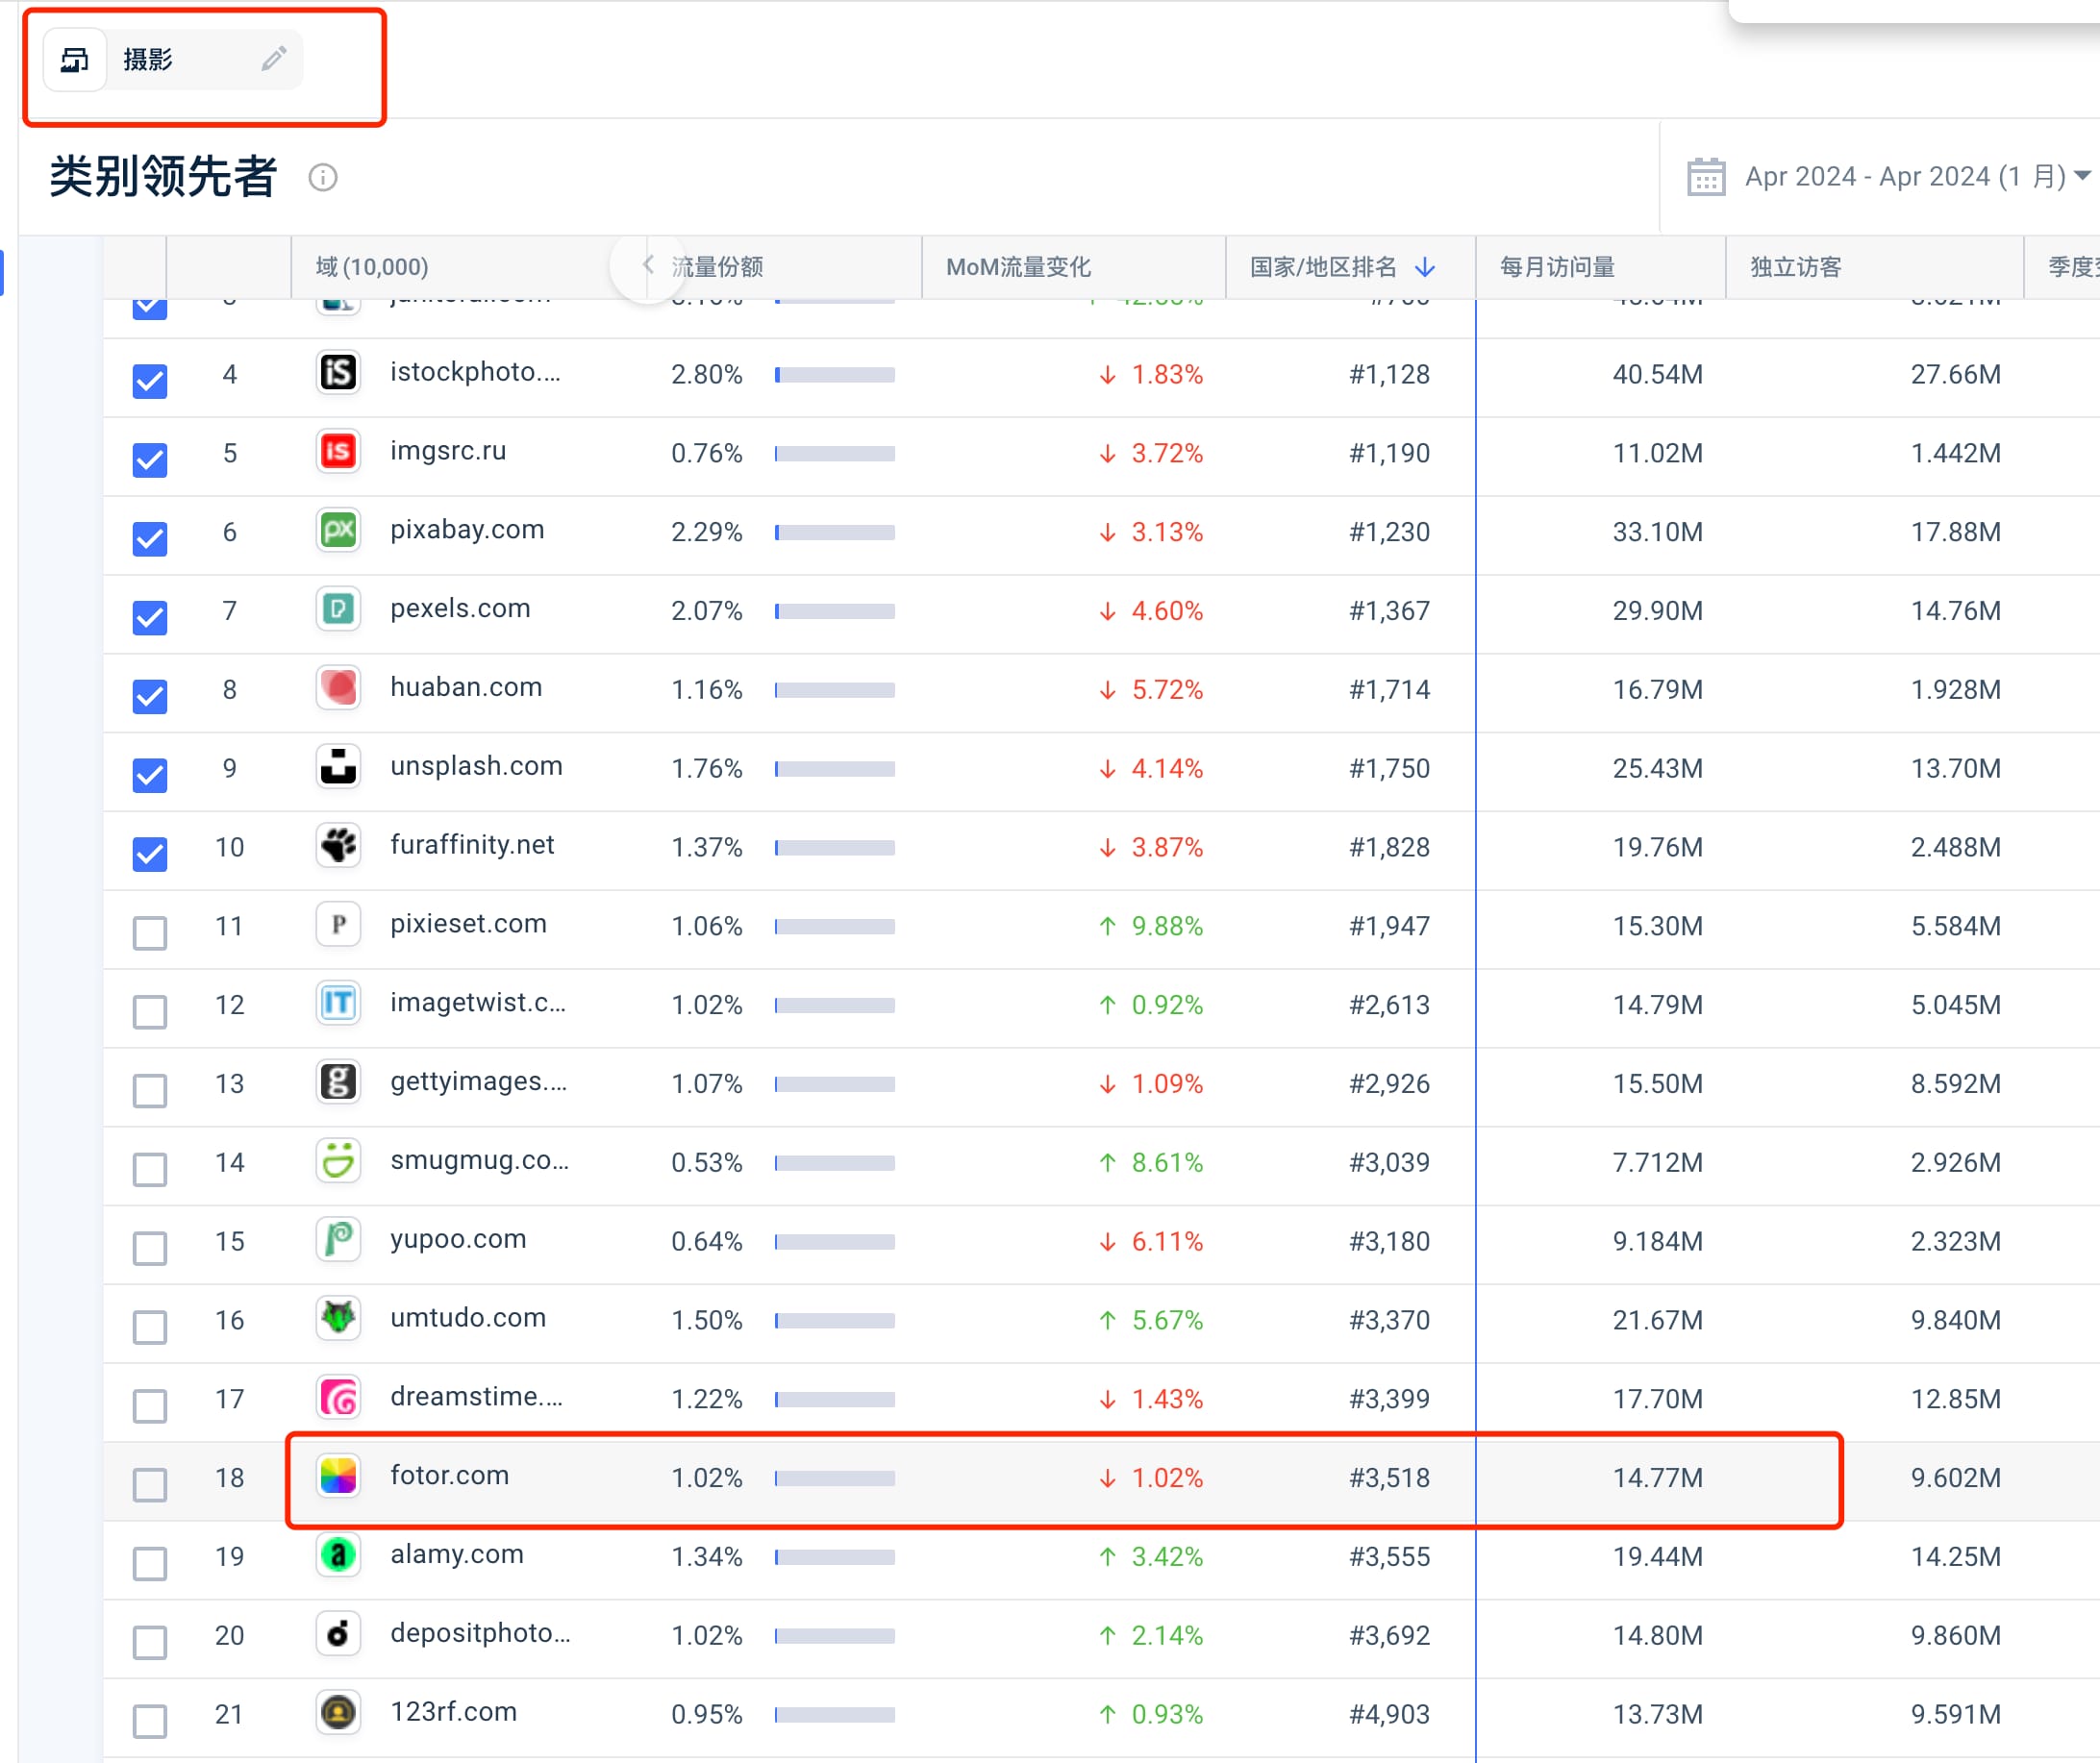 摄影
类别领先者
Apr 2024 - Apr 2024 (1 月)
域 (10,000) 流量份额 MoM流量变化 国家/地区排名 每月访问量 独立访客
4 iS istockphoto.... 2.80% 1.83% #1,128 40.54M 27.66M
5 is imgsrc.ru 0.76% 3.72% #1,190 11.02M 1.442M
6 px pixabay.com 2.29% 3.13% #1,230 33.10M 17.88M
7 P pexels.com 2.07% 4.60% #1,367 29.90M 14.76M
8 huaban.com 1.16% 5.72% #1,714 16.79M 1.928M
9 unsplash.com 1.76% 4.14% #1,750 25.43M 13.70M
10 furaffinity.net 1.37% 3.87% #1,828 19.76M 2.488M
11 P pixieset.com 1.06% 9.88% #1,947 15.30M 5.584M
12 IT imagetwist.c... 1.02% 0.92% #2,613 14.79M 5.045M
13 g gettyimages.... 1.07% 1.09% #2,926 15.50M 8.592M
14 smugmug.co... 0.53% 8.61% #3,039 7.712M 2.926M
15 yupoo.com 0.64% 6.11% #3,180 9.184M 2.323M
16 umtudo.com 1.50% 5.67% #3,370 21.67M 9.840M
17 dreamstime.... 1.22% 1.43% #3,399 17.70M 12.85M
18 fotor.com 1.02% 1.02% #3,518 14.77M 9.602M
19 a alamy.com 1.34% 3.42% #3,555 19.44M 14.25M
20 depositphoto... 1.02% 2.14% #3,692 14.80M 9.860M
21 123rf.com 0.95% 0.93% #4,903 13.73M 9.591M